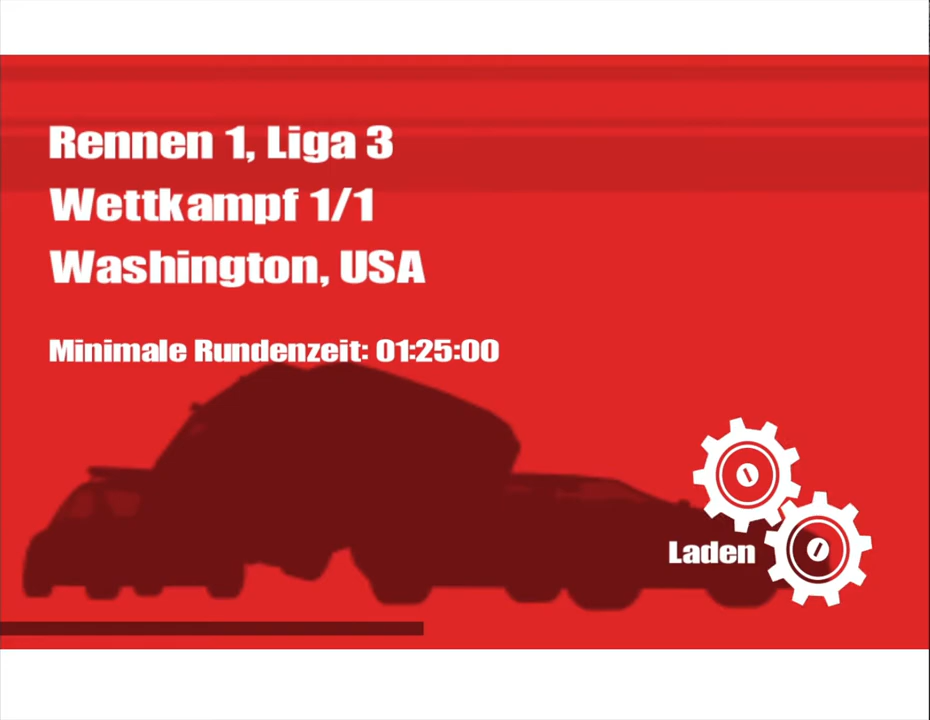 Rennen 1, Liga 3
Wettkampf 1/1
Washington, USA
Minimale Rundenzeit: 01:25:00
Laden